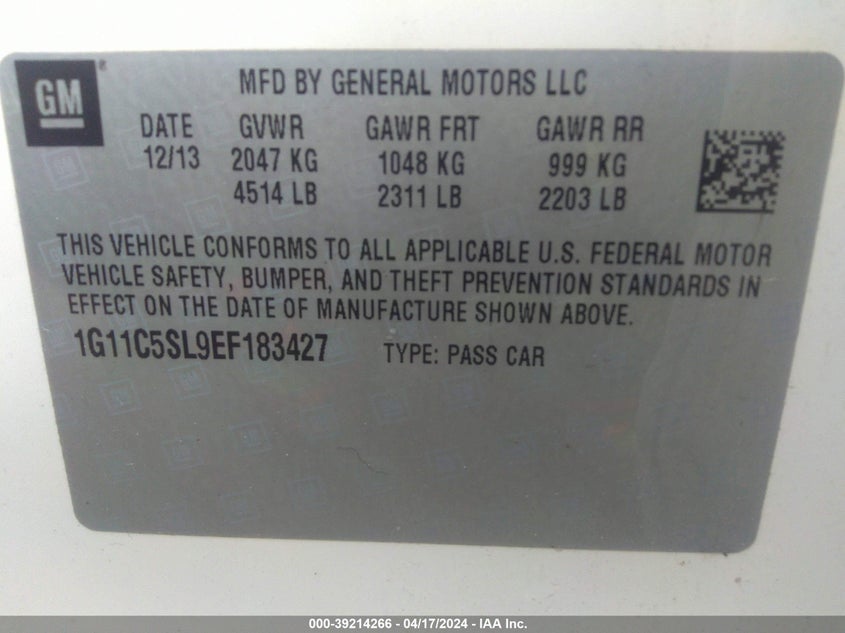 GM
MFD BY GENERAL MOTORS LLC
DATE GVWR GAWR FRT GAWR RR
12/13 2047 KG 1048 KG 999 KG
4514 LB 2311 LB 2203 LB
THIS VEHICLE CONFORMS TO ALL APPLICABLE U.S. FEDERAL MOTOR
VEHICLE SAFETY, BUMPER, AND THEFT PREVENTION STANDARDS IN
EFFECT ON THE DATE OF MANUFACTURE SHOWN ABOVE.
1G11C5SL9EF183427 TYPE: PASS CAR
000-39214266 - 04/17/2024 - IAA Inc.